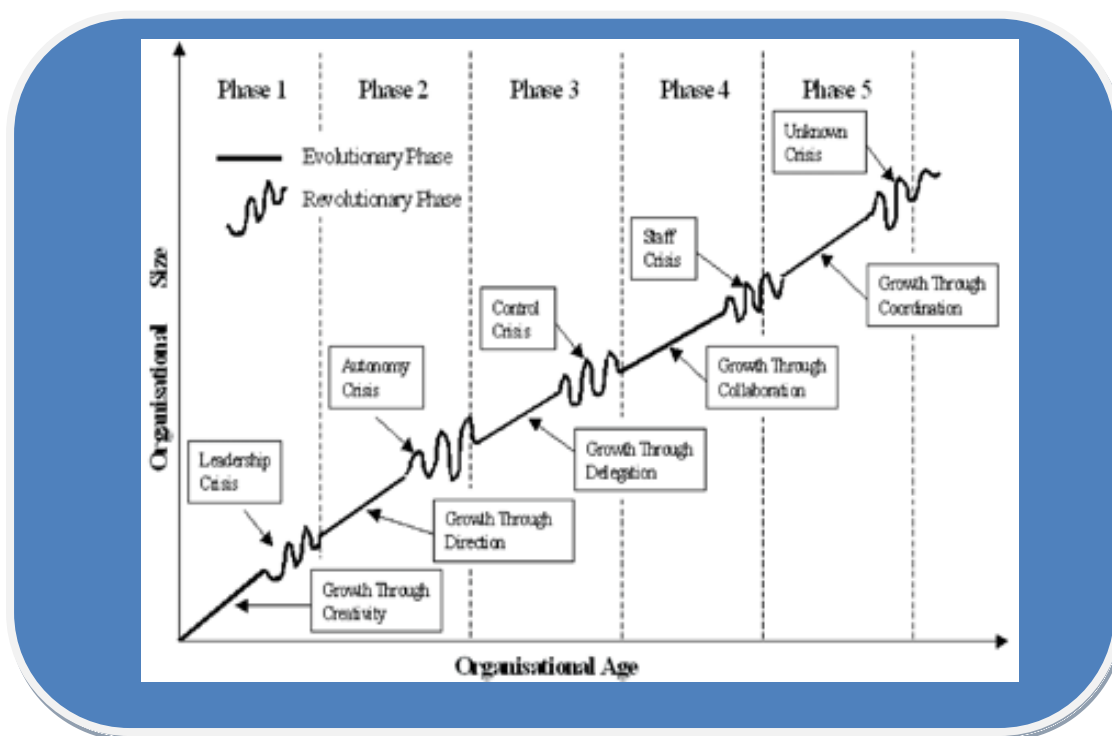 Phase 1
Phase 2
Phase 3
Phase 4
Phase 5
Evolutionary Phase
Revolutionary Phase
Unknown
Crisis
Staff
Crisis
Control
Crisis
Autonomy
Crisis
Leadership
Crisis
Growth Through
Coordination
Growth Through
Collaboration
Growth Through
Delegation
Growth Through
Direction
Growth Through
Creativity
Organisational Size
Organisational Age